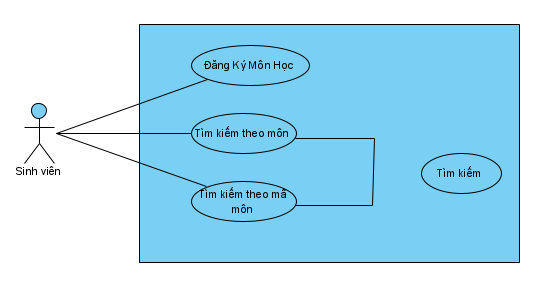 Đăng Ký Môn Học
Tìm kiếm theo môn
Sinh viên
Tìm kiếm
Tìm kiếm theo mã
môn